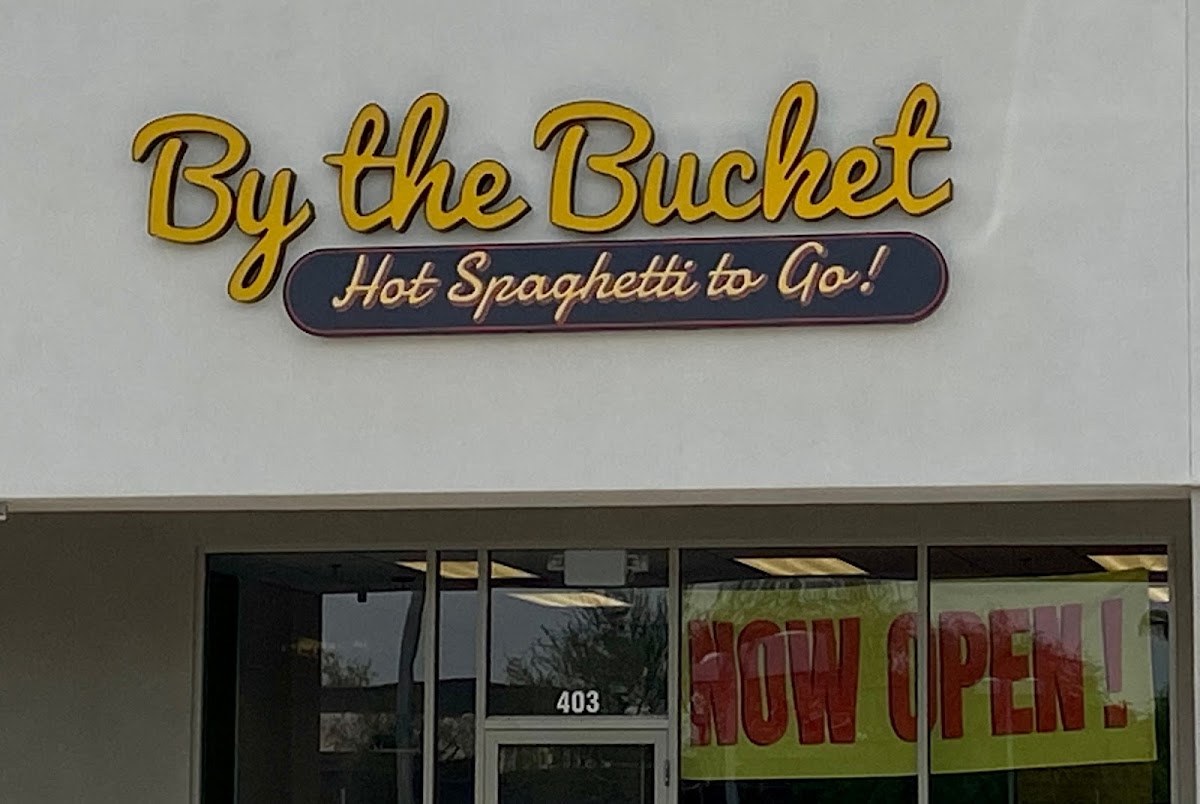 By the Bucket
Hot Spaghetti to Go!
403
NOW OPEN!